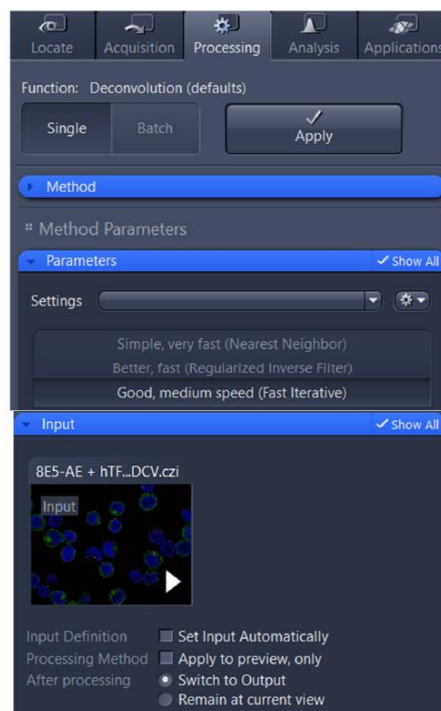 Locate Acquisition Processing Analysis Applications
Function: Deconvolution (defaults)
Single Batch Apply
Method
Method Parameters
Parameters Show All
Settings
Simple, very fast (Nearest Neighbor)
Better, fast (Regularized Inverse Filter)
Good, medium speed (Fast Iterative)
Input Show All
8E5-AE + hTF...DCV.czi
Input
Input Definition Set Input Automatically
Processing Method Apply to preview, only
After processing Switch to Output
Remain at current view